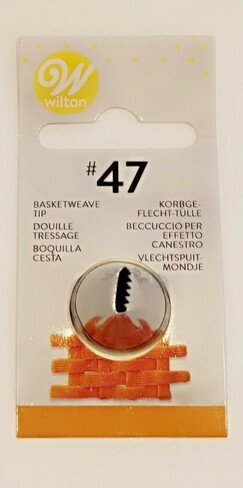 W
wilton
#47
BASKETWEAVE
TIP
DOUILLE
TRESSAGE
BOQUILLA
CESTA
KORBGE-
FLECHT-TULLE
BECCUCCIO PER
EFFETTO
CANESTRO
VLECHTSPUIT-
MONDJE